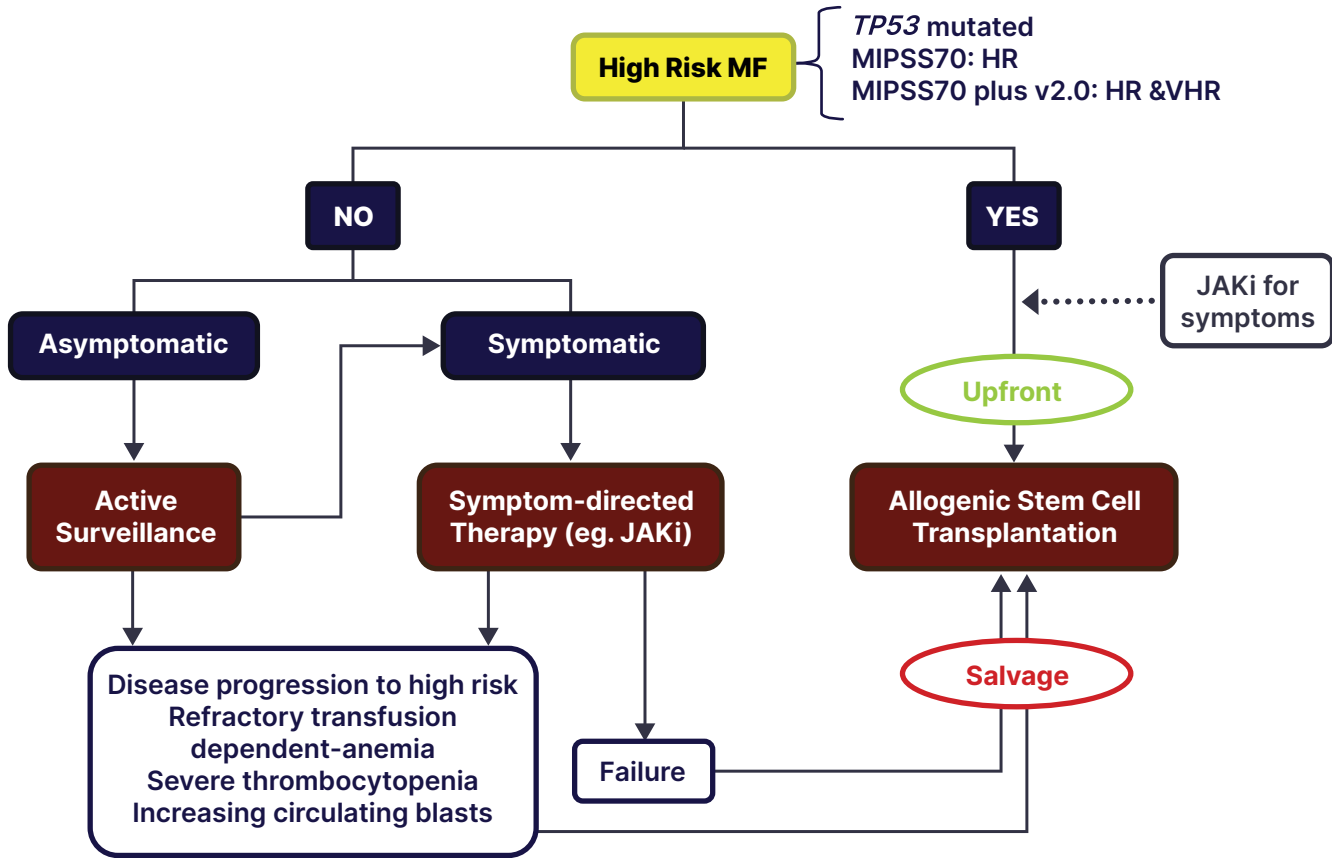 High Risk MF
TP53 mutated
MIPSS70: HR
MIPSS70 plus v2.0: HR &VHR
NO
YES
JAKi for
symptoms
Asymptomatic
Symptomatic
Upfront
Active
Surveillance
Symptom-directed
Therapy (eg. JAKi)
Allogenic Stem Cell
Transplantation
Salvage
Disease progression to high risk
Refractory transfusion
dependent-anemia
Severe thrombocytopenia
Increasing circulating blasts
Failure